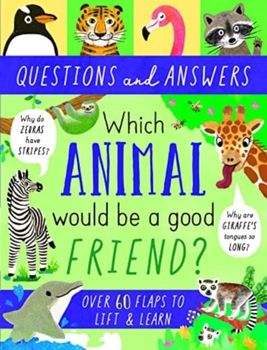 QUESTIONS and ANSWERS
Why do
ZEBRAS
have
STRIPES?
Which
ANIMAL
would be a good
FRIEND?
Why are
GIRAFFE'S
tongues so
LONG?
OVER 60 FLAPS TO
LIFT & LEARN